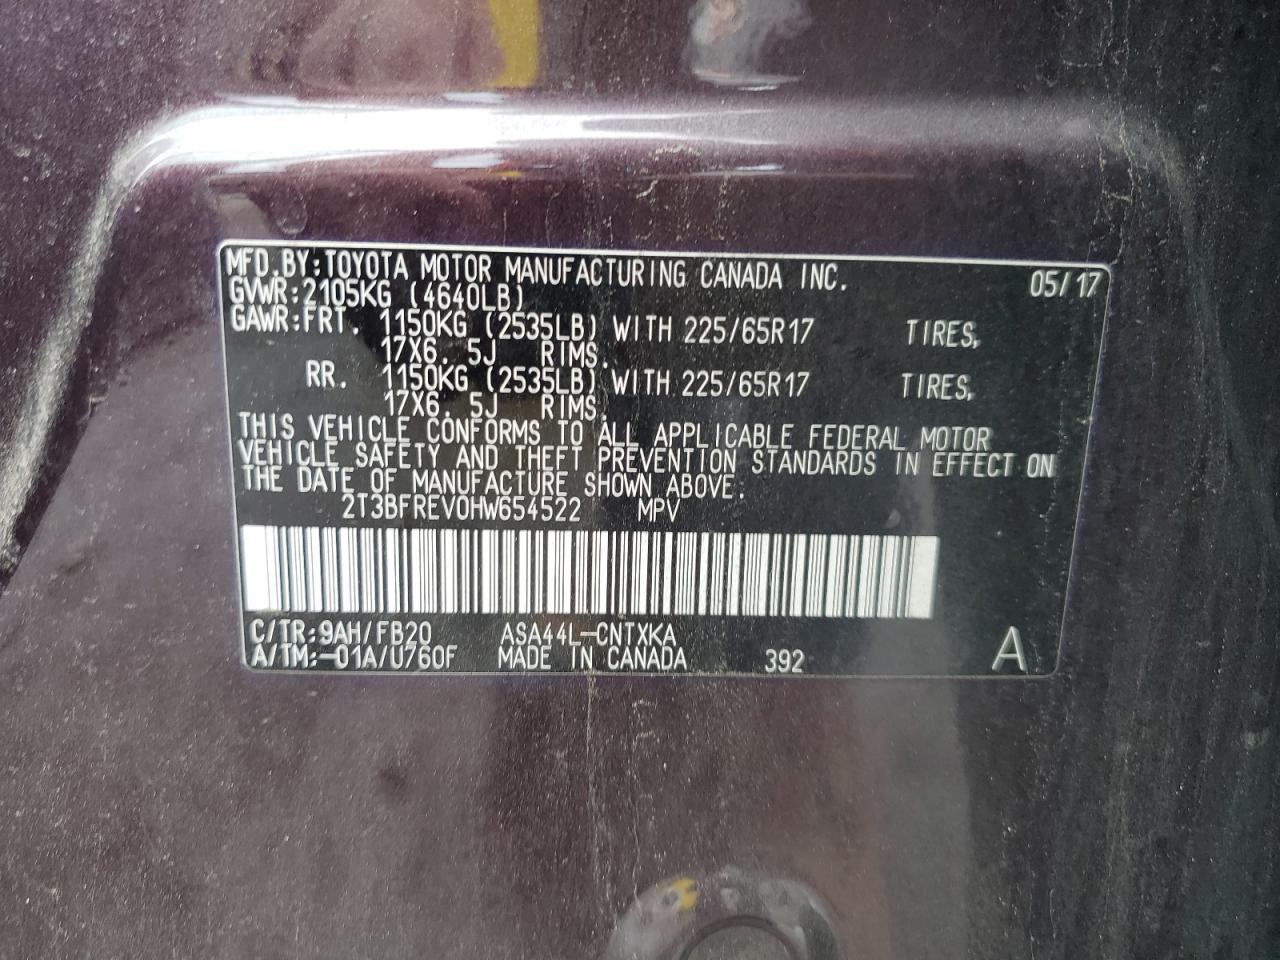 MFD.BY:TOYOTA MOTOR MANUFACTURING CANADA INC. 05/17
GVWR:2105KG (4640LB)
GAWR:FRT. 1150KG (2535LB) WITH 225/65R17 TIRES,
17X6.5J RIMS.
RR. 1150KG (2535LB) WITH 225/65R17 TIRES,
17X6.5J RIMS.
THIS VEHICLE CONFORMS TO ALL APPLICABLE FEDERAL MOTOR
VEHICLE SAFETY AND THEFT PREVENTION STANDARDS IN EFFECT ON
THE DATE OF MANUFACTURE SHOWN ABOVE.
2T3BFREV0HW654522 MPV
C/TR:9AH/FB20 ASA44L-CNTXKA
A/TM:-01A/U760F MADE IN CANADA 392 A